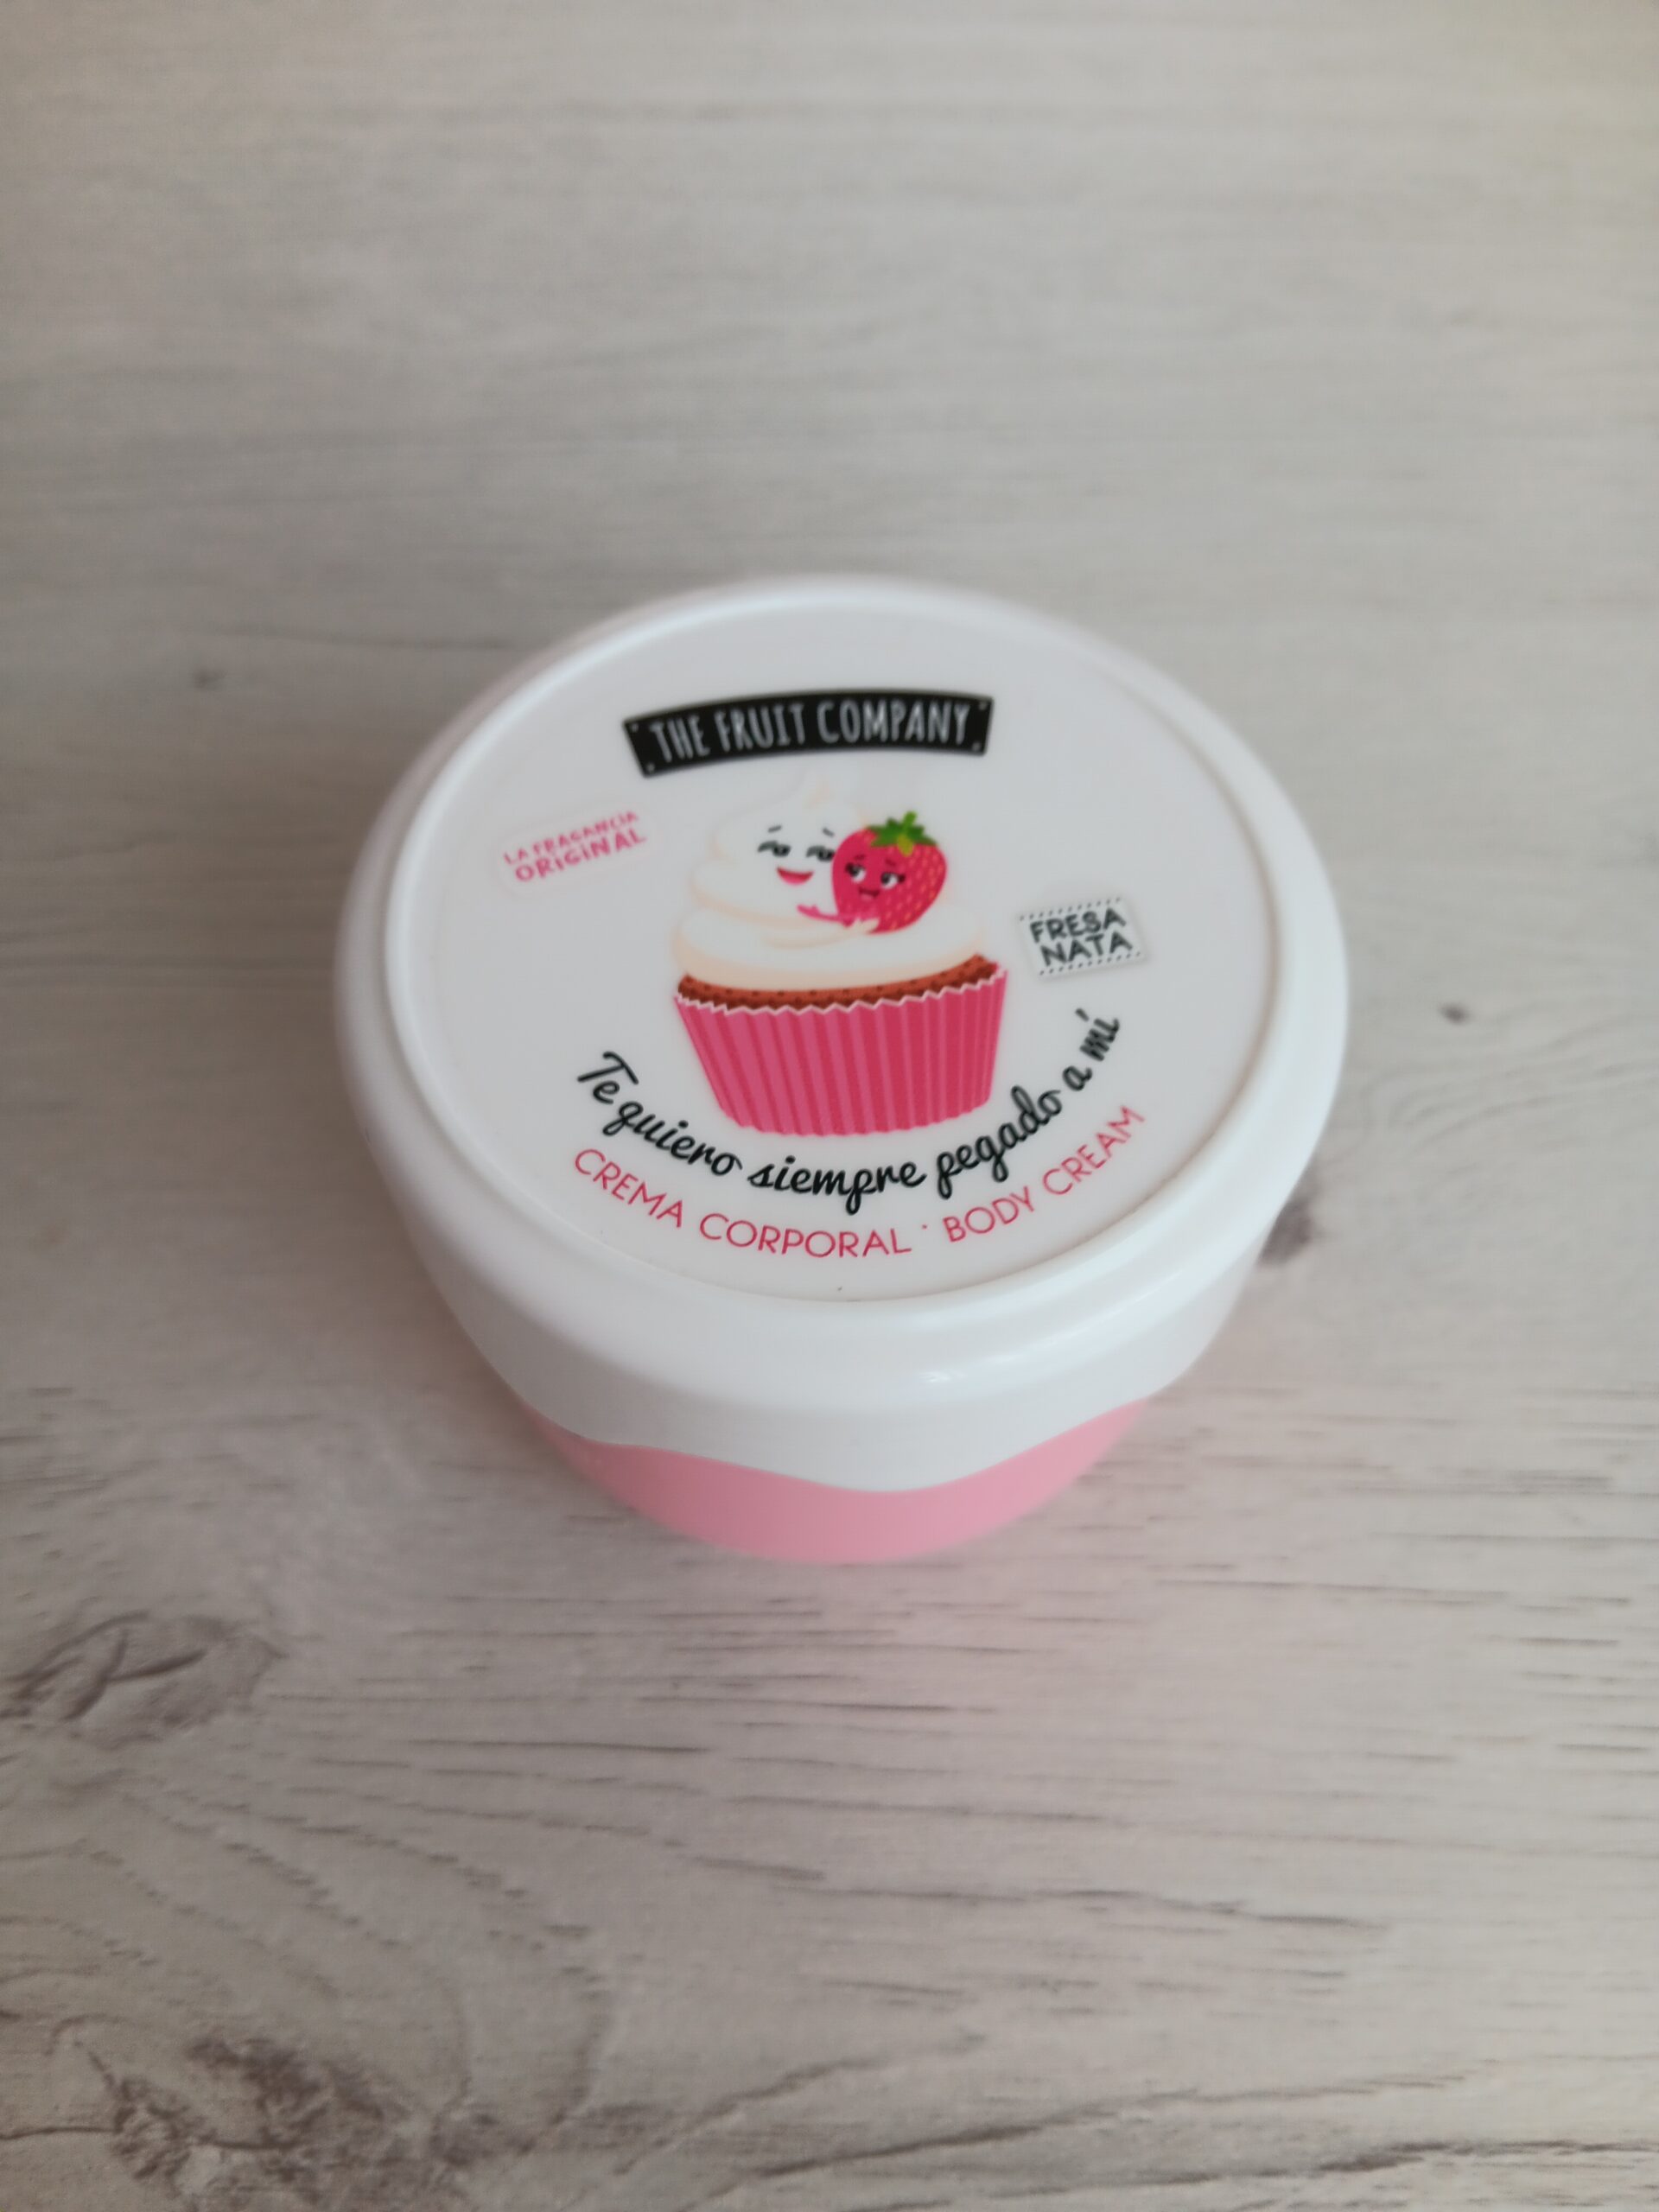 THE FRUIT COMPANY
LA FRAGANCIA
ORIGINAL
FRESA
NATA
Te quiero siempre pegado a mí
CREMA CORPORAL · BODY CREAM